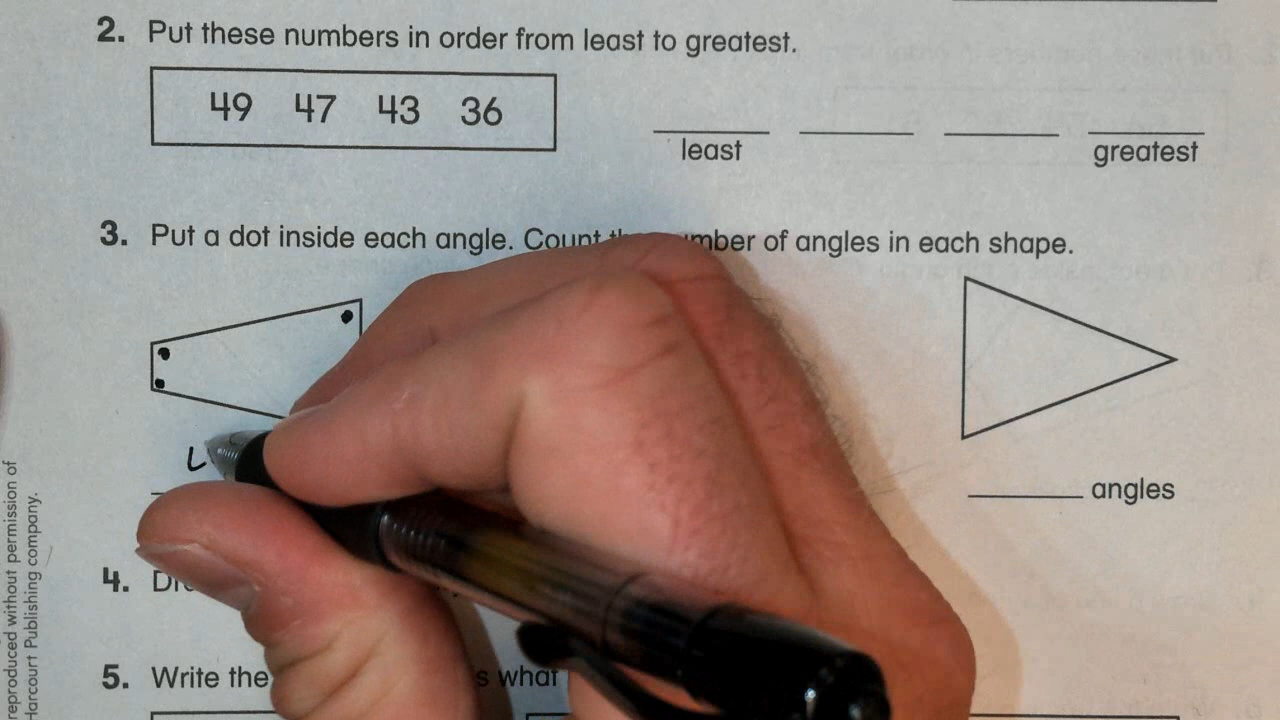 2. Put these numbers in order from least to greatest.
49 47 43 36
least greatest
3. Put a dot inside each angle. Count number of angles in each shape.
angles
4.
5. Write the what
reproduced without permission of
Harcourt Publishing company.